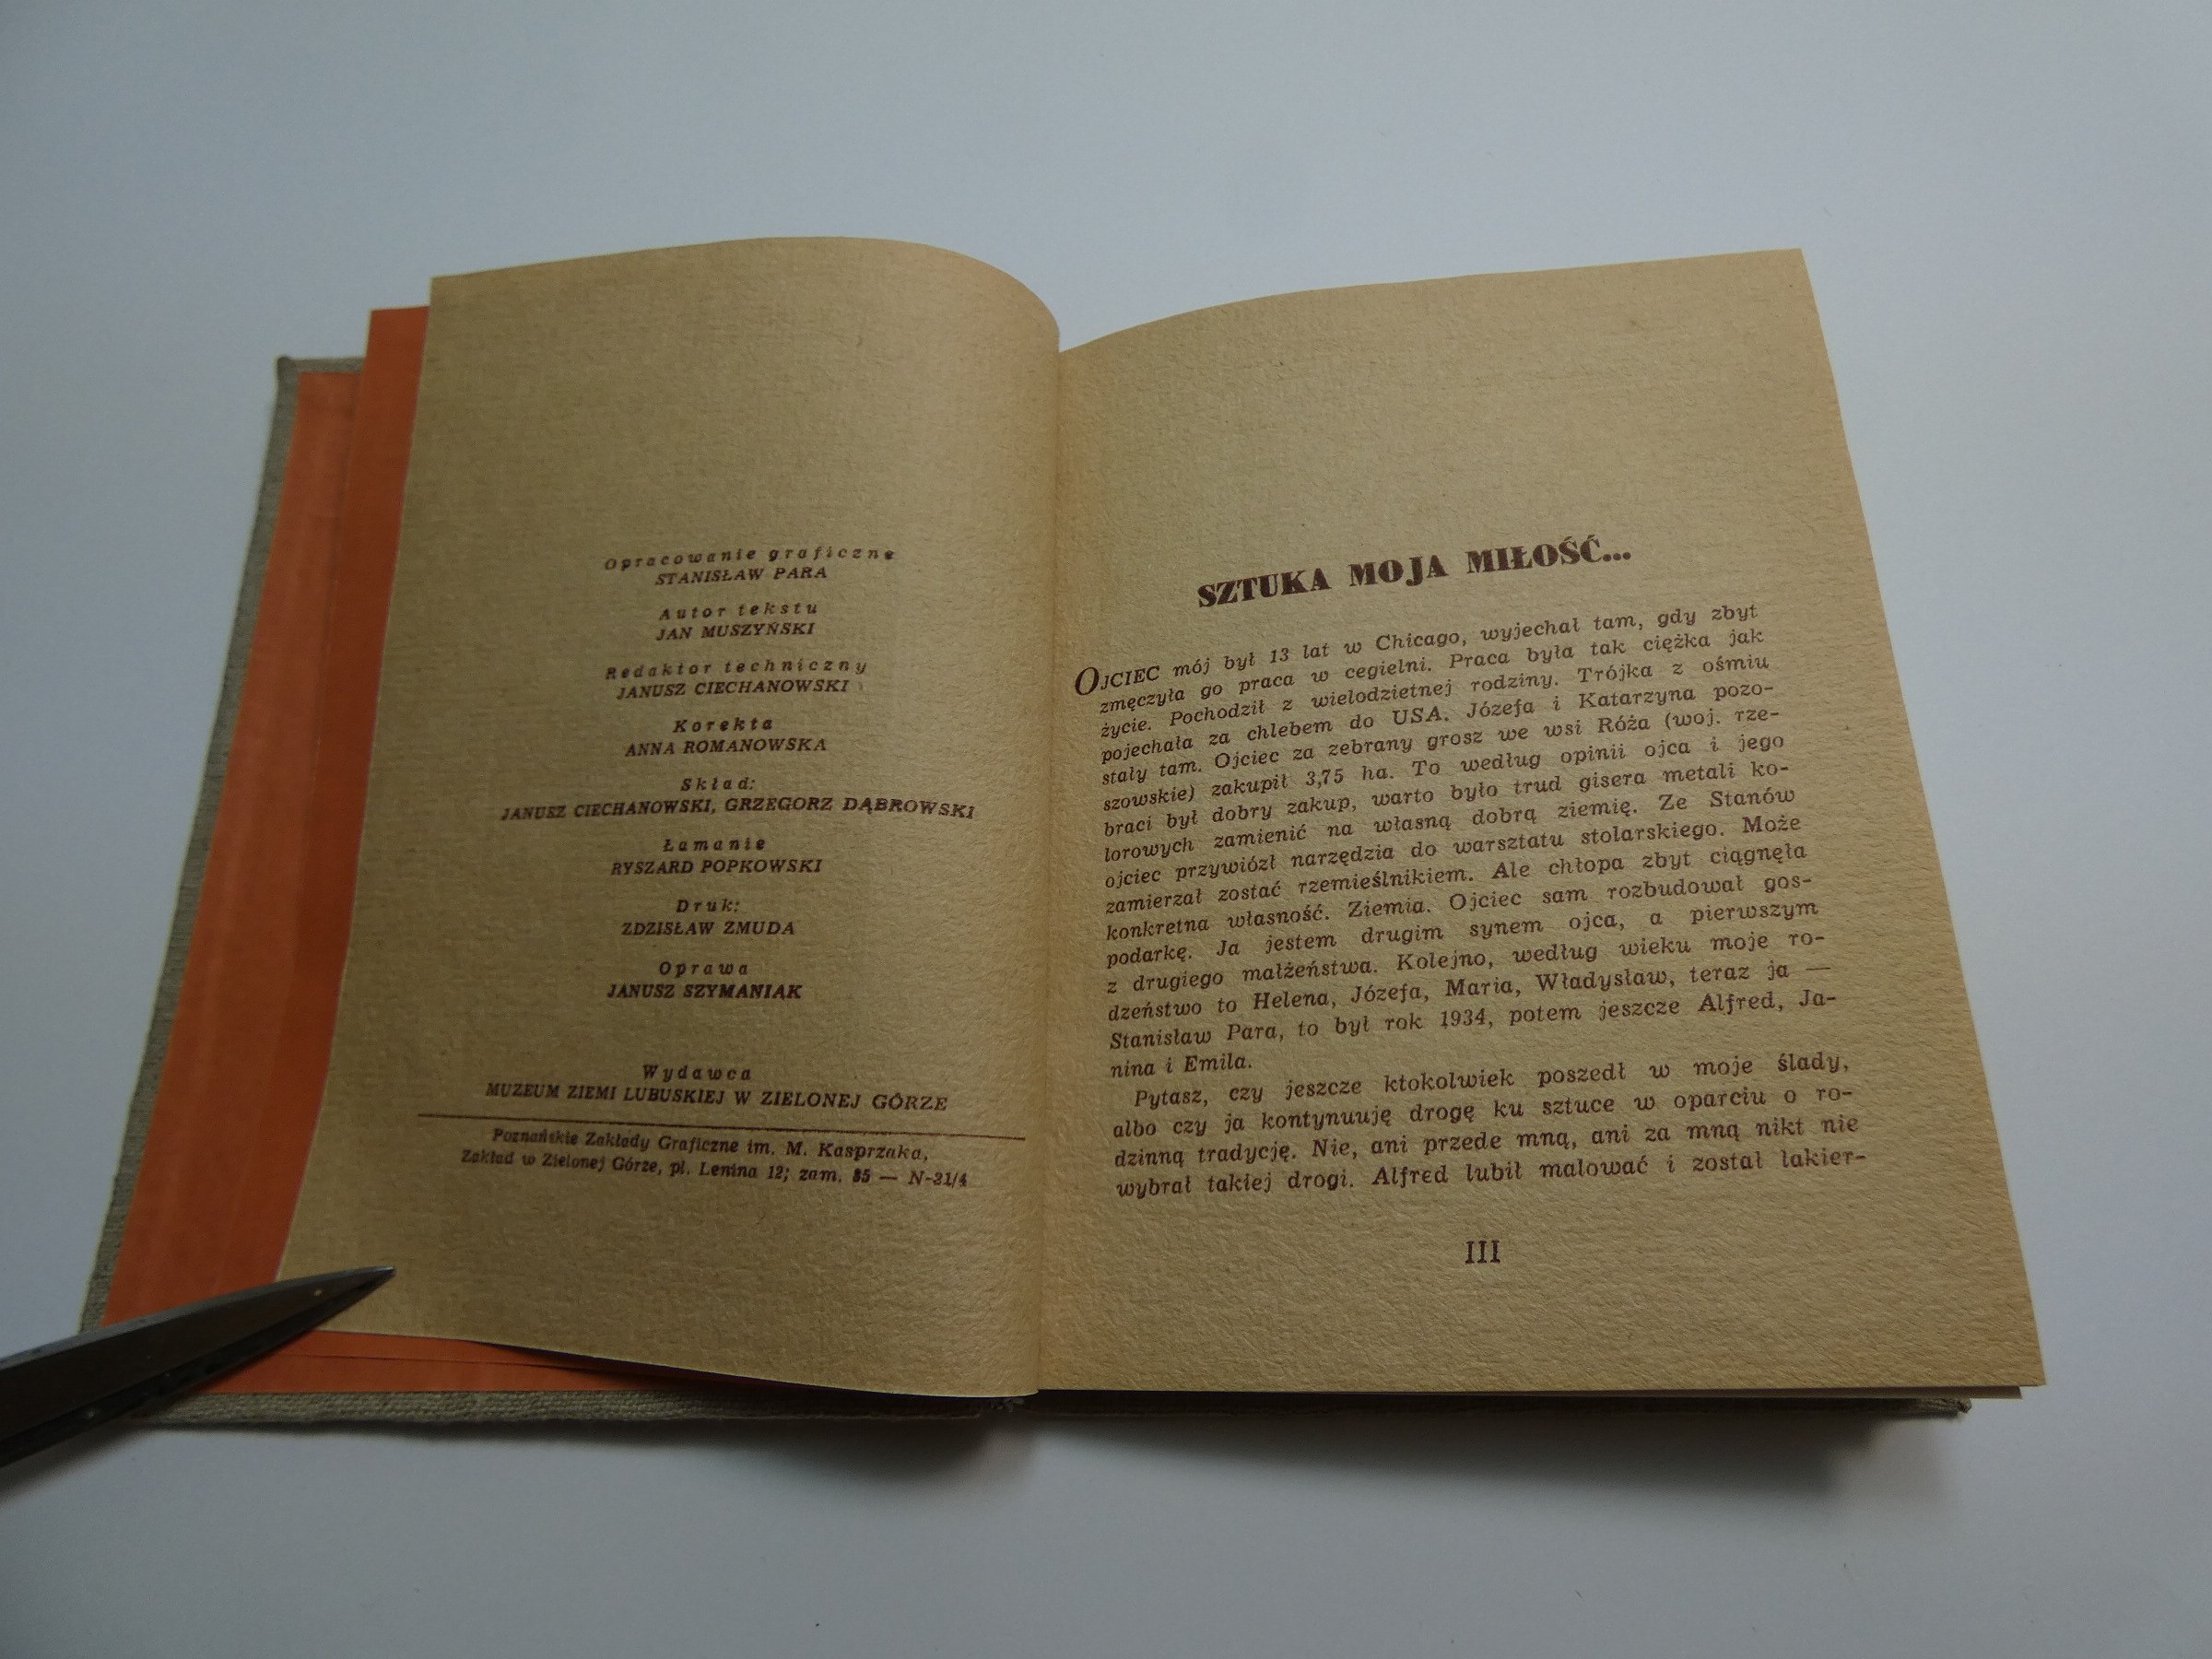 Opracowanie graficzne
STANISŁAW PARA
Autor tekstu
JAN MUSZYŃSKI
Redaktor techniczny
JANUSZ CIECHANOWSKI
Korekta
ANNA ROMANOWSKA
Skład:
JANUSZ CIECHANOWSKI, GRZEGORZ DĄBROWSKI
Łamanie
RYSZARD POPKOWSKI
Druk:
ZDZISŁAW ŻMUDA
Oprawa
JANUSZ SZYMANIAK
Wydawca
MUZEUM ZIEMI LUBUSKIEJ W ZIELONEJ GÓRZE
Poznańskie Zakłady Graficzne im. M. Kasprzaka,
Zakład w Zielonej Górze, pl. Lenina 12; zam. 85 — N-21/4
SZTUKA MOJA MIŁOŚĆ...
OJCIEC mój był 13 lat w Chicago, wyjechał tam, gdy zbyt
zmęczyła go praca w cegielni. Praca była tak ciężka jak
życie. Pochodził z wielodzietnej rodziny. Trójka z ośmiu
pojechała za chlebem do USA. Józefa i Katarzyna pozo-
stały tam. Ojciec za zebrany grosz we wsi Róża (woj. rze-
szowskie) zakupił 3,75 ha. To według opinii ojca i jego
braci był dobry zakup, warto było trud gisera metali ko-
lorowych zamienić na własną dobrą ziemię. Ze Stanów
ojciec przywiózł narzędzia do warsztatu stolarskiego. Może
zamierzał zostać rzemieślnikiem. Ale chłopa zbyt ciągnęła
konkretna własność. Ziemia. Ojciec sam rozbudował gos-
podarkę. Ja jestem drugim synem ojca, a pierwszym
z drugiego małżeństwa. Kolejno, według wieku moje ro-
dzeństwo to Helena, Józefa, Maria, Władysław, teraz ja —
Stanisław Para, to był rok 1934, potem jeszcze Alfred, Ja-
nina i Emila.
Pytasz, czy jeszcze ktokolwiek poszedł w moje ślady,
albo czy ja kontynuuję drogę ku sztuce w oparciu o ro-
dzinną tradycję. Nie, ani przede mną, ani za mną nikt nie
wybrał takiej drogi. Alfred lubił malować i został lakier-
III